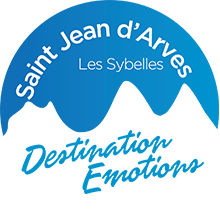 Saint Jean d'Arves
Les Sybelles
Destination
Emotions